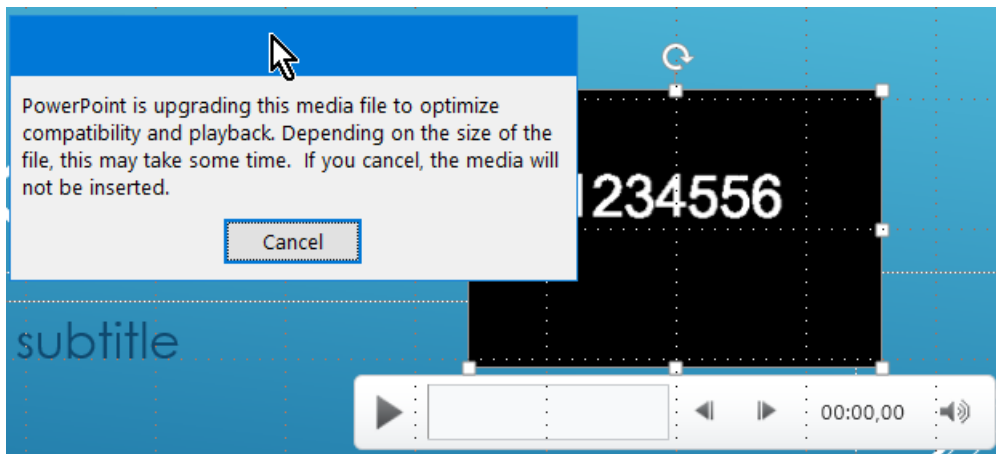 PowerPoint is upgrading this media file to optimize
compatibility and playback. Depending on the size of the
file, this may take some time.  If you cancel, the media will
not be inserted.
Cancel
1234556
subtitle
00:00,00